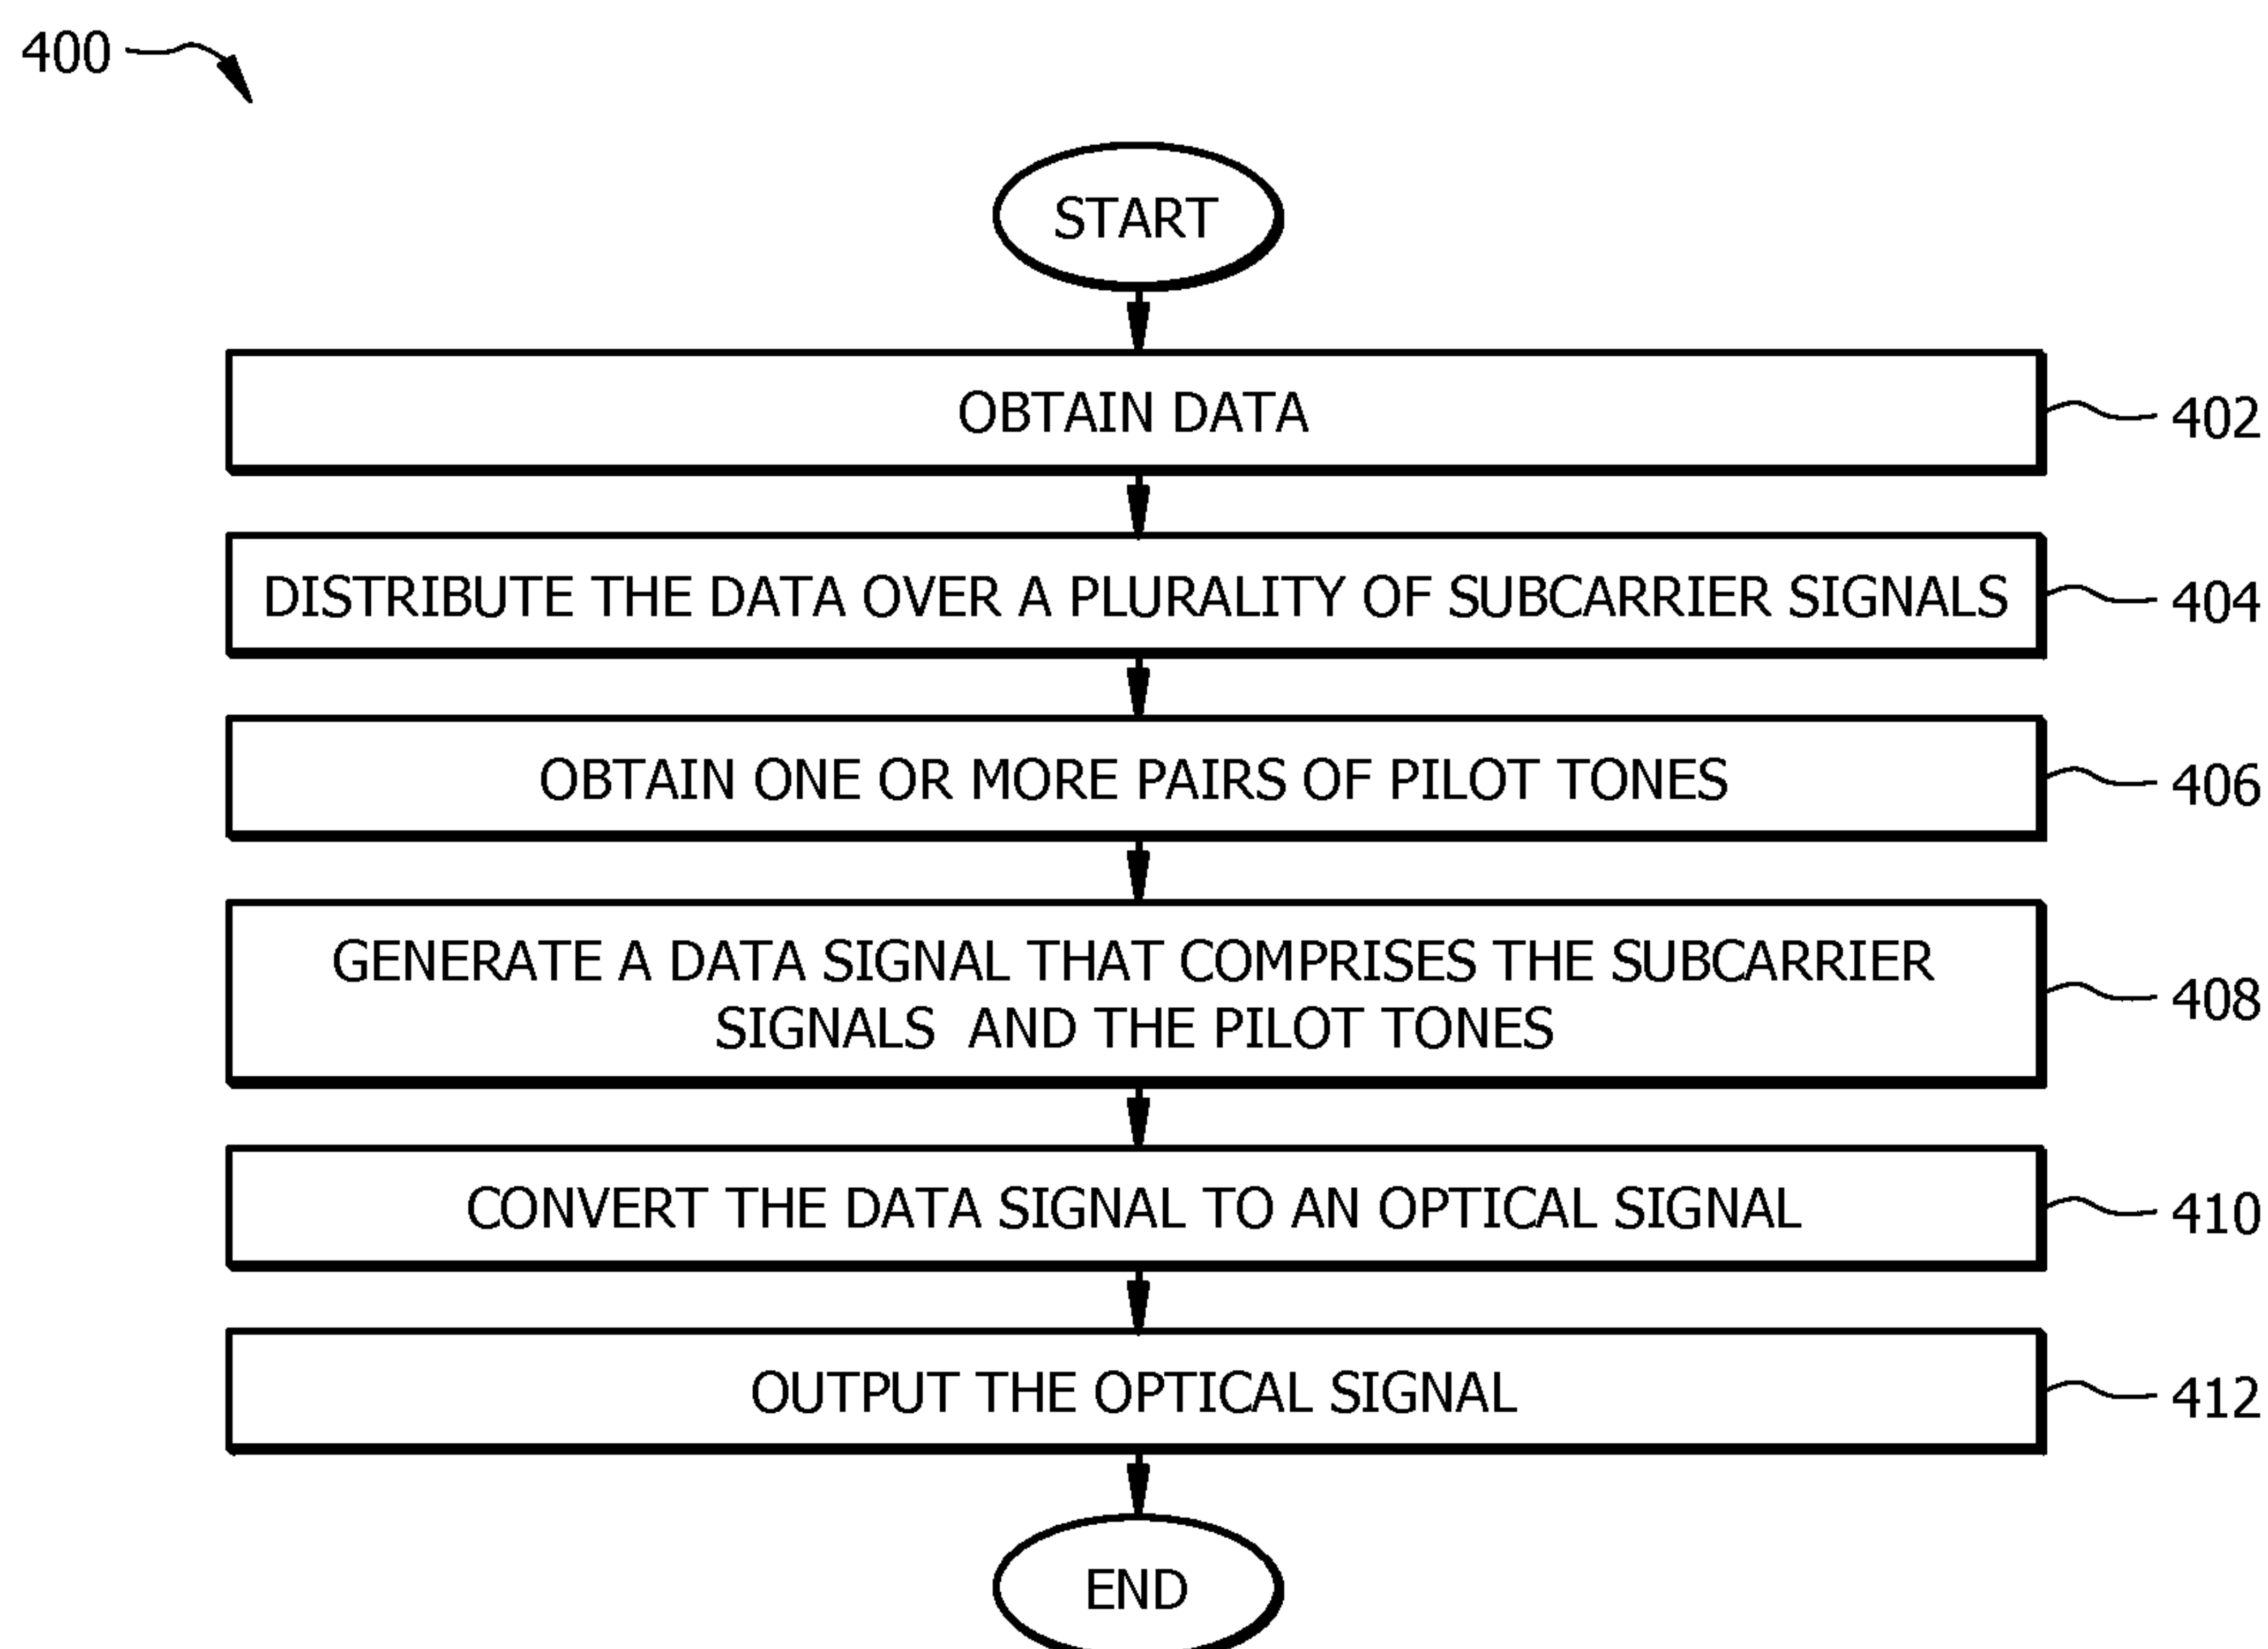 400
START
OBTAIN DATA
402
DISTRIBUTE THE DATA OVER A PLURALITY OF SUBCARRIER SIGNALS
404
OBTAIN ONE OR MORE PAIRS OF PILOT TONES
406
GENERATE A DATA SIGNAL THAT COMPRISES THE SUBCARRIER
SIGNALS AND THE PILOT TONES
408
CONVERT THE DATA SIGNAL TO AN OPTICAL SIGNAL
410
OUTPUT THE OPTICAL SIGNAL
412
END